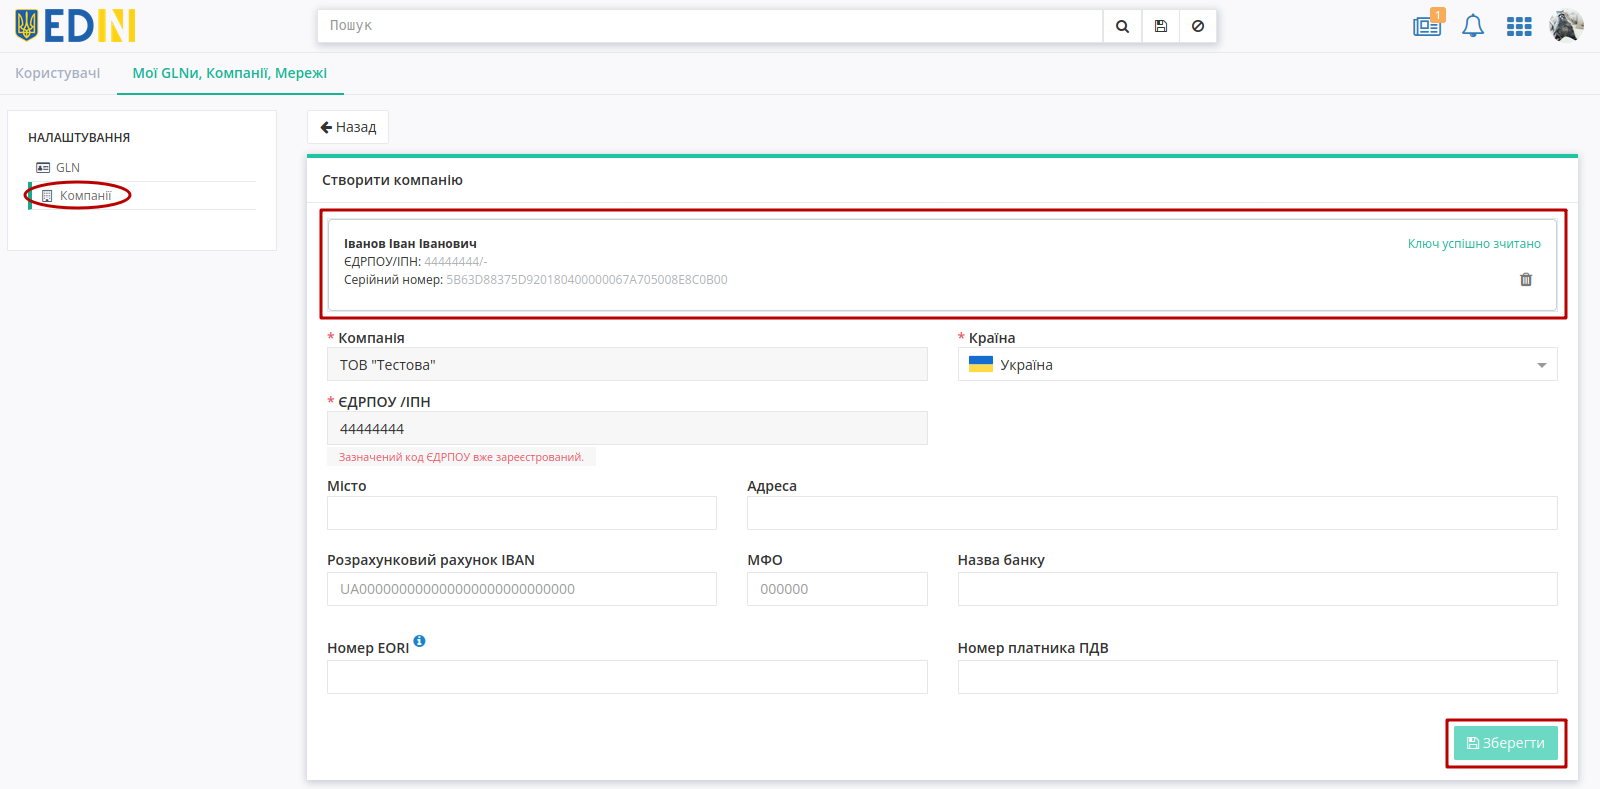 EDIN
Пошук
1
Користувачі
Мої GLNи, Компанії, Мережі
НАЛАШТУВАННЯ
GLN
Компанії
Назад
Створити компанію
Іванов Іван Іванович
Ключ успішно зчитано
ЄДРПОУ/ІПН: 44444444/-
Серійний номер: 5B63D88375D920180400000067A705008E8C0B00
* Компанія
* Країна
ТОВ "Тестова"
Україна
* ЄДРПОУ /ІПН
44444444
Зазначений код ЄДРПОУ вже зареєстрований.
Місто
Адреса
Розрахунковий рахунок IBAN
МФО
Назва банку
UA000000000000000000000000000
000000
Номер EORI
Номер платника ПДВ
Зберегти